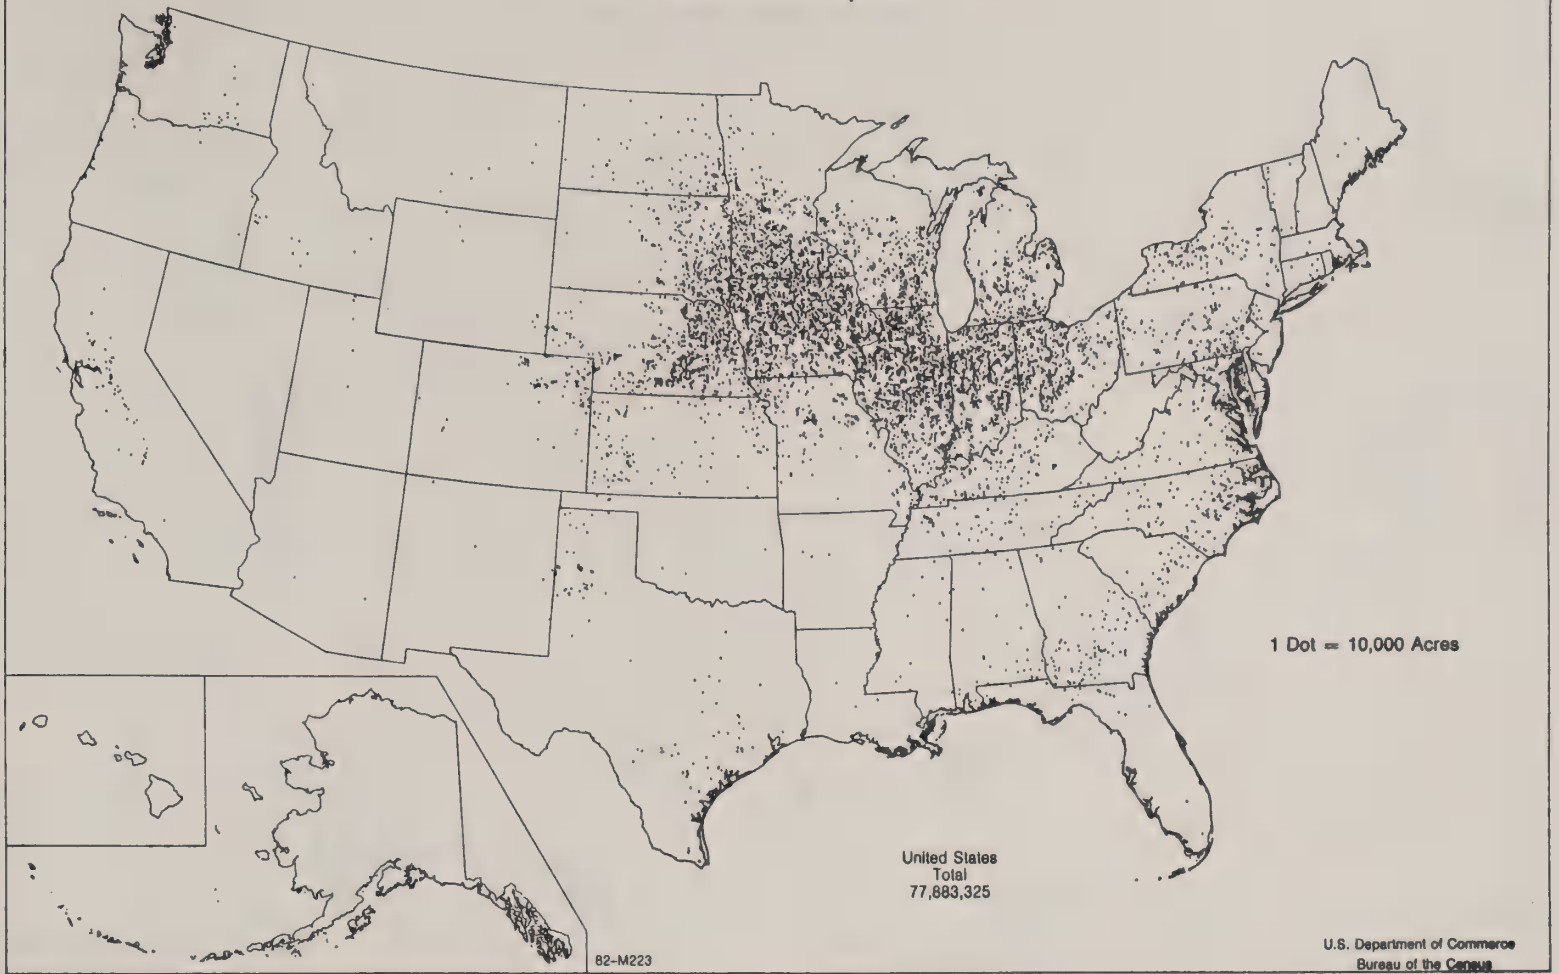 1 Dot = 10,000 Acres
United States
Total
77,883,325
82-M223
U.S. Department of Commerce
Bureau of the Census